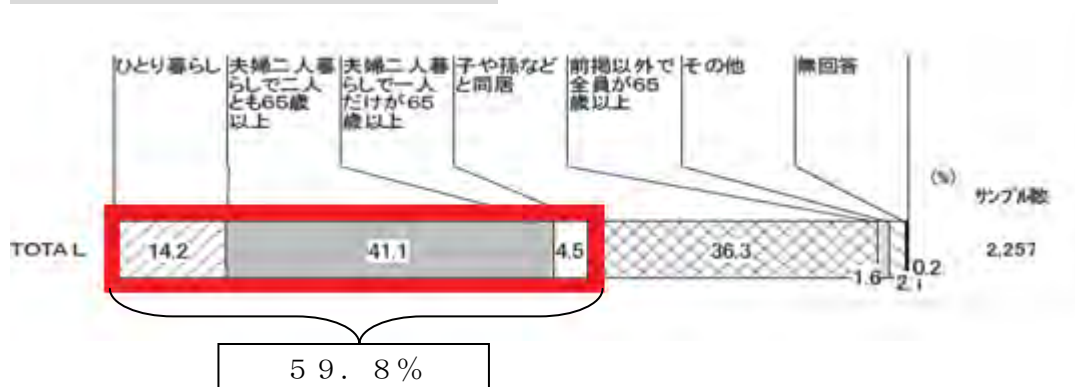 ひとり暮らし
夫婦二人暮
らしで二人
とも65歳
以上
夫婦二人暮
らしで一人
だけが65
歳以上
子や孫など
と同居
前掲以外で
全員が65
歳以上
その他
無回答
(%)
サンプル数
TOTAL
14.2
41.1
4.5
36.3
1.6
2.1
0.2
2,257
59.8%